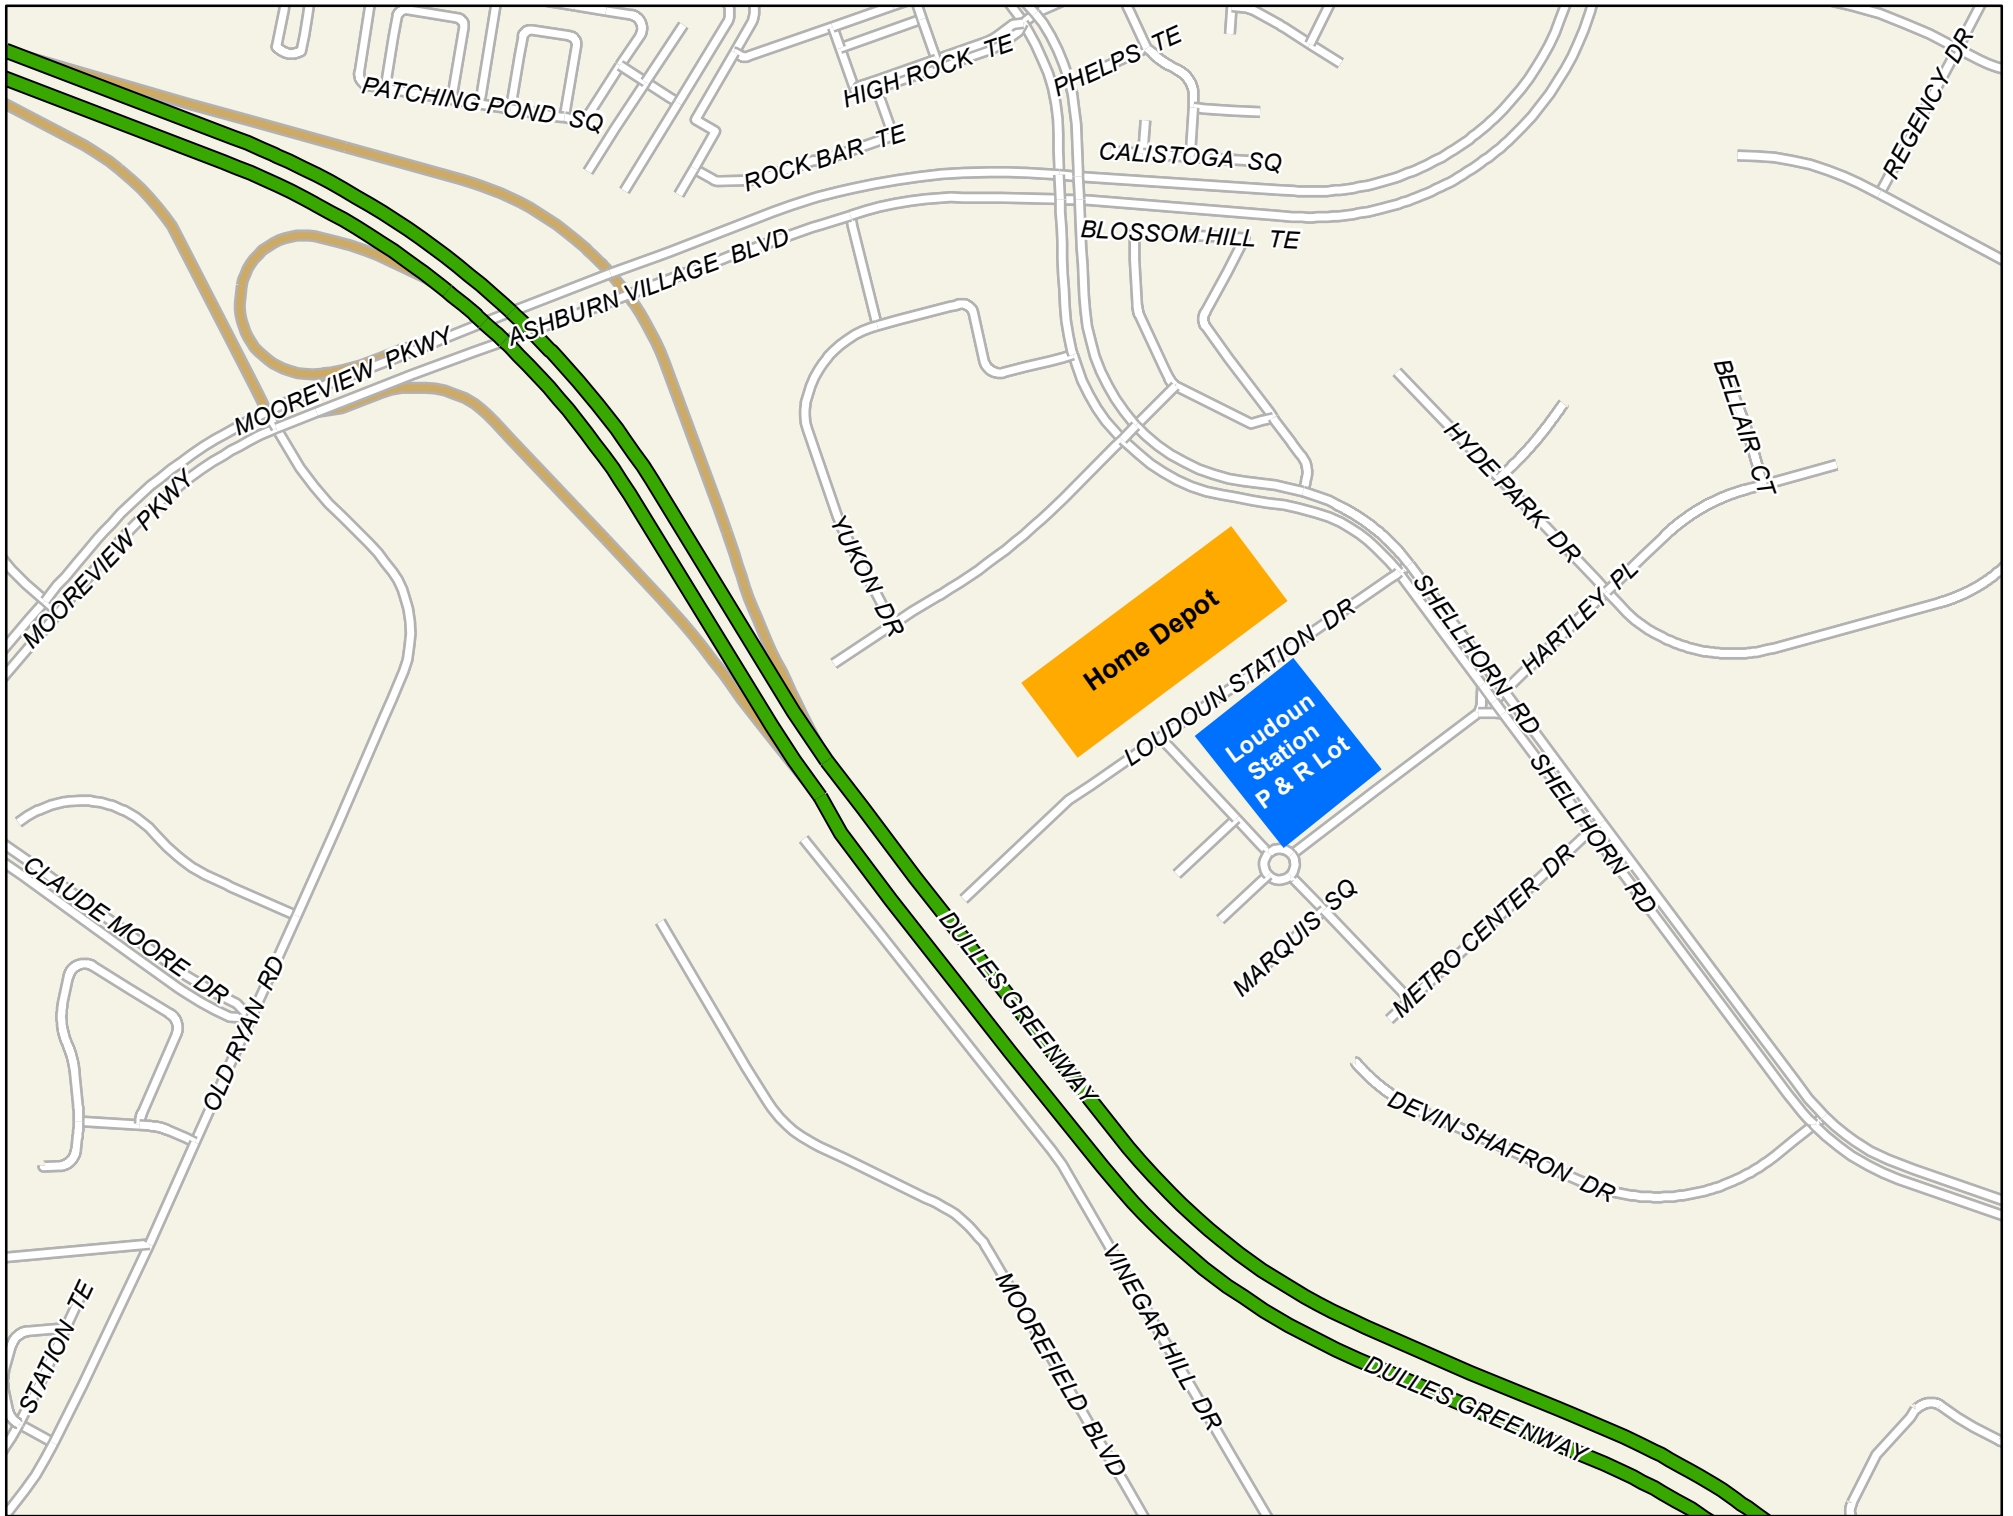 REGENCY DR
HIGH ROCK TE
PHELPS TE
PATCHING POND SQ
ROCK BAR TE
CALISTOGA SQ
BLOSSOM HILL TE
ASHBURN VILLAGE BLVD
MOOREVIEW PKWY
MOOREVIEW PKWY
BELLAIR CT
HYDE PARK DR
YUKON DR
HARTLEY PL
Home Depot
LOUDOUN STATION DR
SHELLHORN RD
SHELLHORN RD
Loudoun
Station
P & R Lot
CLAUDE MOORE DR
MARQUIS SQ
METRO CENTER DR
OLD RYAN RD
DULLES GREENWAY
DEVIN SHAFRON DR
STATION TE
VINEGAR HILL DR
MOOREFIELD BLVD
DULLES GREENWAY